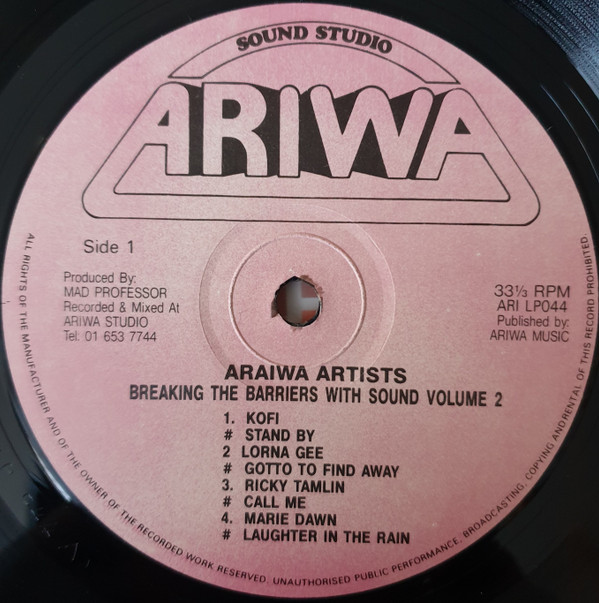 SOUND STUDIO
ARIWA
Side 1
Produced By:
MAD PROFESSOR
Recorded & Mixed At
ARIWA STUDIO
Tel: 01 653 7744
33⅓ RPM
ARI LP044
Published by:
ARIWA MUSIC
ARAIWA ARTISTS
BREAKING THE BARRIERS WITH SOUND VOLUME 2
1. KOFI
# STAND BY
2 LORNA GEE
# GOTTO TO FIND AWAY
3. RICKY TAMLIN
# CALL ME
4. MARIE DAWN
# LAUGHTER IN THE RAIN
ALL RIGHTS OF THE MANUFACTURER AND OF THE OWNER OF THE RECORDED WORK RESERVED. UNAUTHORISED PUBLIC PERFORMANCE, BROADCASTING, COPYING AND RENTAL OF THIS RECORD PROHIBITED.